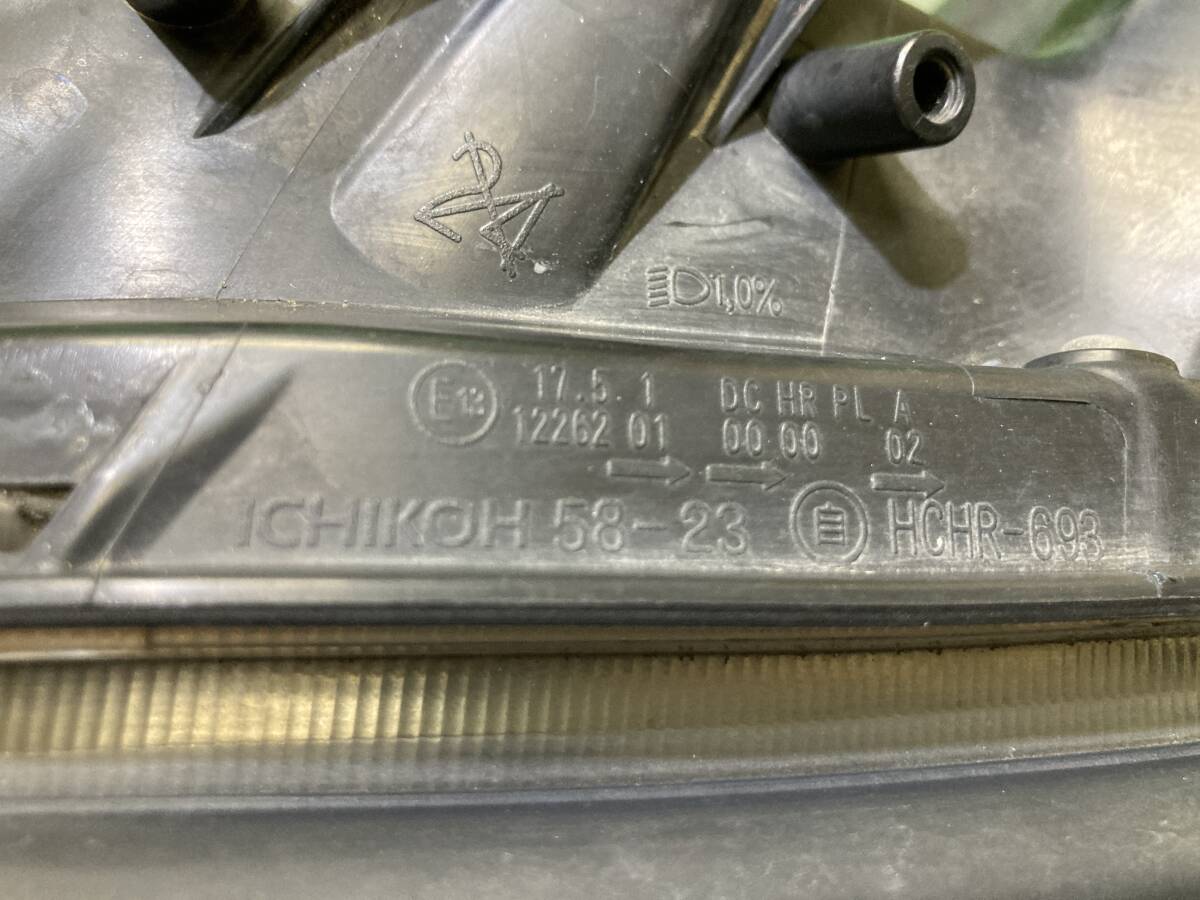 1,0%
E13 17.5.1 DC HR PL A
12262 01 00 00 02
ICHIKOH 58-23 自 HCHR-693